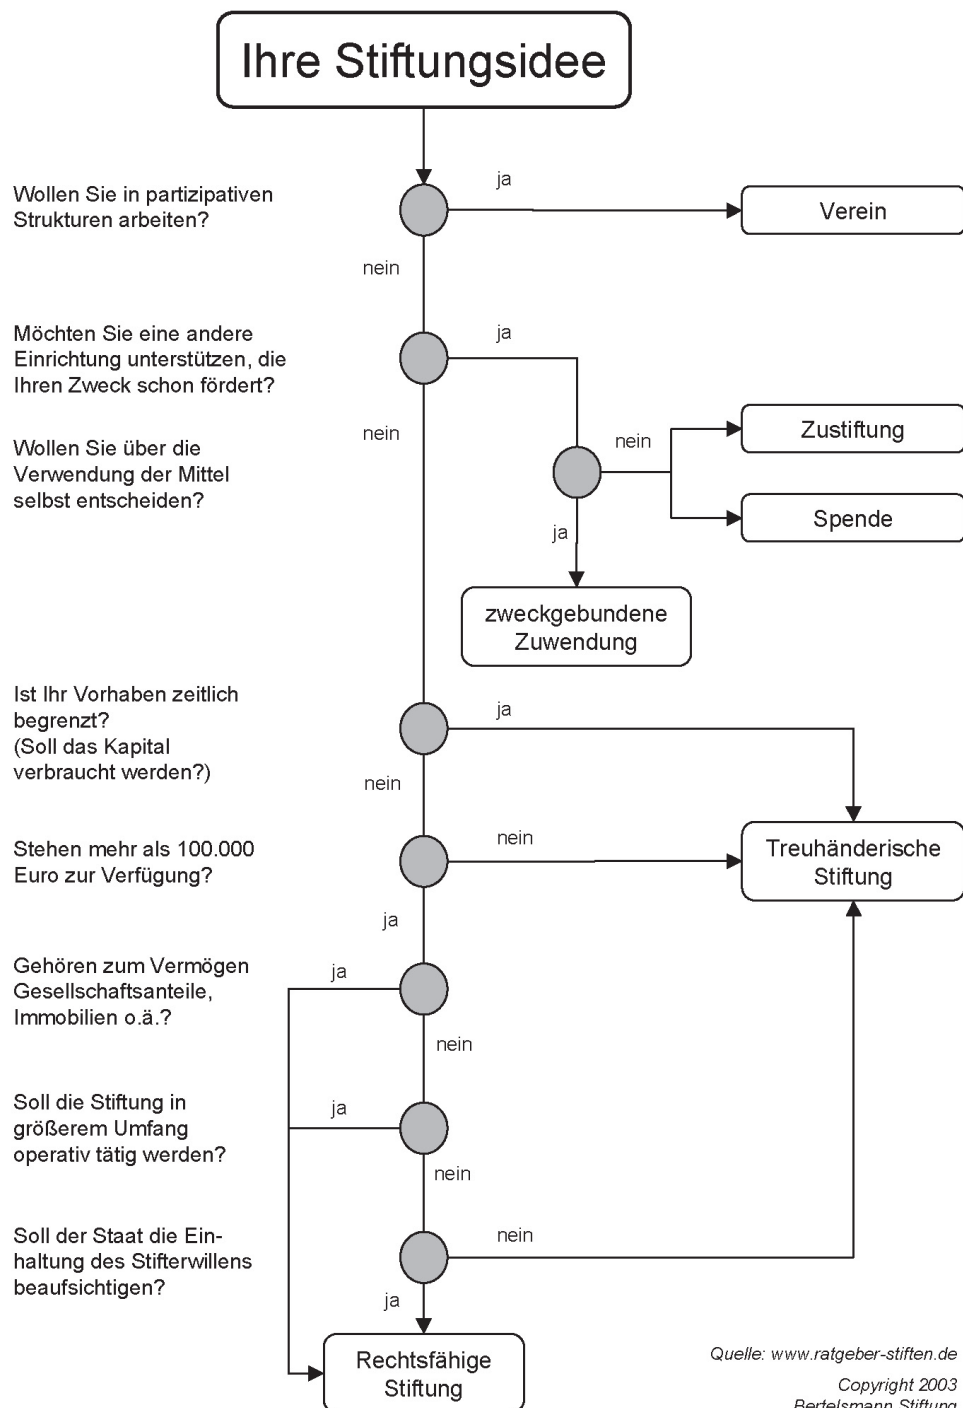 Ihre Stiftungsidee
Wollen Sie in partizipativen
Strukturen arbeiten?
ja
Verein
nein
Möchten Sie eine andere
Einrichtung unterstützen, die
Ihren Zweck schon fördert?
ja
nein
Wollen Sie über die
Verwendung der Mittel
selbst entscheiden?
nein
Zustiftung
Spende
ja
zweckgebundene
Zuwendung
Ist Ihr Vorhaben zeitlich
begrenzt?
(Soll das Kapital
verbraucht werden?)
ja
nein
Stehen mehr als 100.000
Euro zur Verfügung?
nein
Treuhänderische
Stiftung
ja
Gehören zum Vermögen
Gesellschaftsanteile,
Immobilien o.ä.?
ja
nein
Soll die Stiftung in
größerem Umfang
operativ tätig werden?
ja
nein
Soll der Staat die Ein-
haltung des Stifterwillens
beaufsichtigen?
nein
ja
Rechtsfähige
Stiftung
Quelle: www.ratgeber-stiften.de
Copyright 2003
Bertelsmann Stiftung